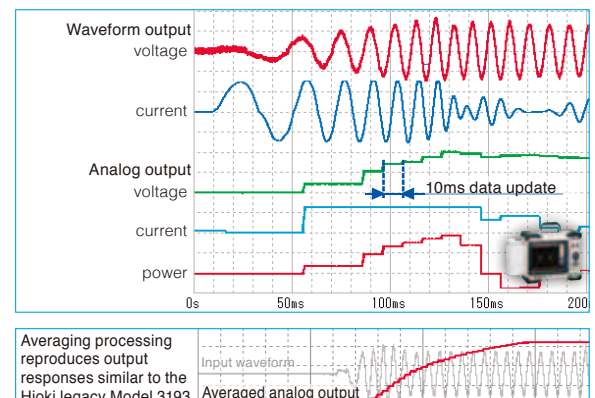 Waveform output
voltage
current
Analog output
voltage
10ms data update
current
power
0s
50ms
100ms
150ms
200
Averaging processing
reproduces output
responses similar to the
Hioki legacy Model 3193
Input waveform
Averaged analog output